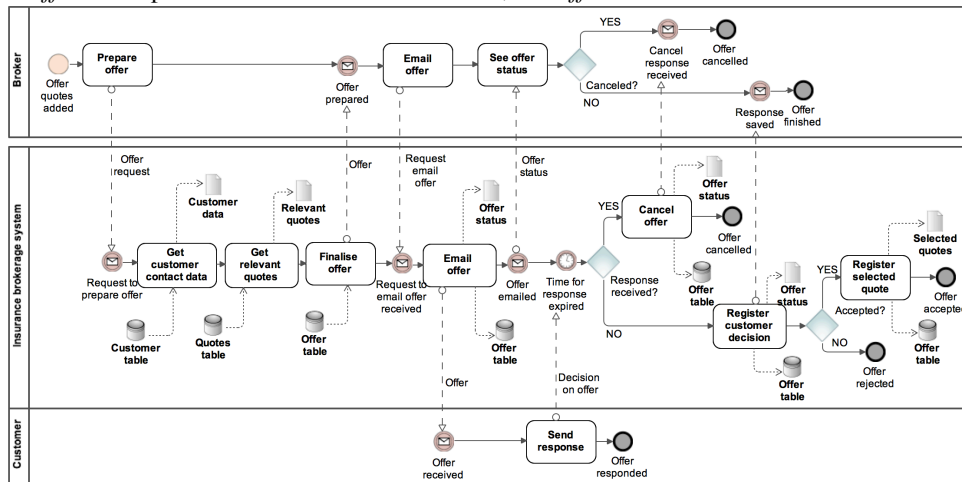 Broker
Offer
quotes
added
Prepare
offer
Offer
prepared
Email
offer
See offer
status
YES
Canceled?
NO
Cancel
response
received
Offer
cancelled
Response
saved
Offer
finished
Offer
request
Offer
Request
email
offer
Offer
status
Insurance brokerage system
Request to
prepare offer
Get
customer
contact data
Customer
data
Customer
table
Get
relevant
quotes
Relevant
quotes
Quotes
table
Finalise
offer
Offer
table
Request to
email offer
received
Email
offer
Offer
status
Offer
table
Offer
emailed
Time for
response
expired
YES
Response
received?
NO
Cancel
offer
Offer
status
Offer
cancelled
Offer
table
Register
customer
decision
Offer
status
Offer
table
YES
Accepted?
NO
Register
selected
quote
Selected
quotes
Offer
accepted
Offer
table
Offer
rejected
Offer
Decision
on offer
Customer
Offer
received
Send
response
Offer
responded